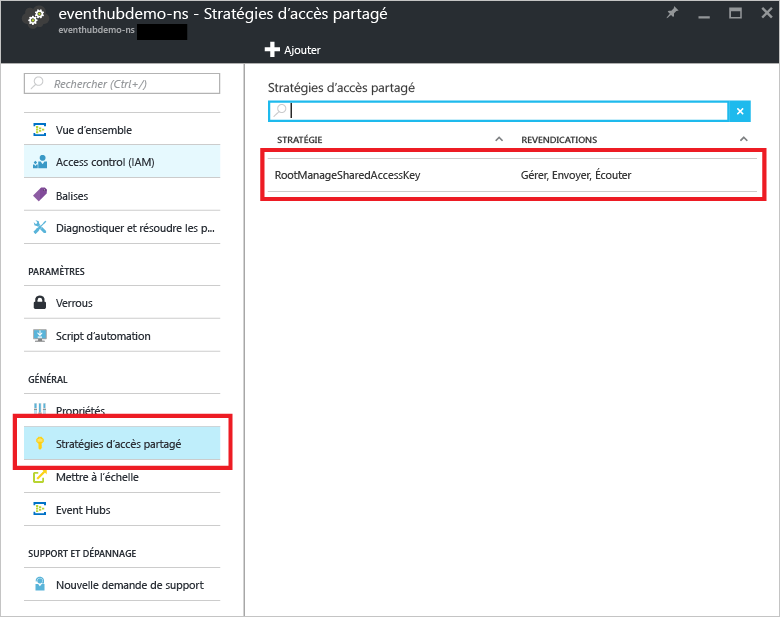 eventhubdemo-ns - Stratégies d'accès partagé
eventhubdemo-ns
Ajouter
Rechercher (Ctrl+/)
Vue d'ensemble
Access control (IAM)
Balises
Diagnostiquer et résoudre les p...
PARAMÈTRES
Verrous
Script d'automation
GÉNÉRAL
Propriétés
Stratégies d'accès partagé
Mettre à l'échelle
Event Hubs
SUPPORT ET DÉPANNAGE
Nouvelle demande de support
Stratégies d'accès partagé
STRATÉGIE REVENDICATIONS
RootManageSharedAccessKey Gérer, Envoyer, Écouter